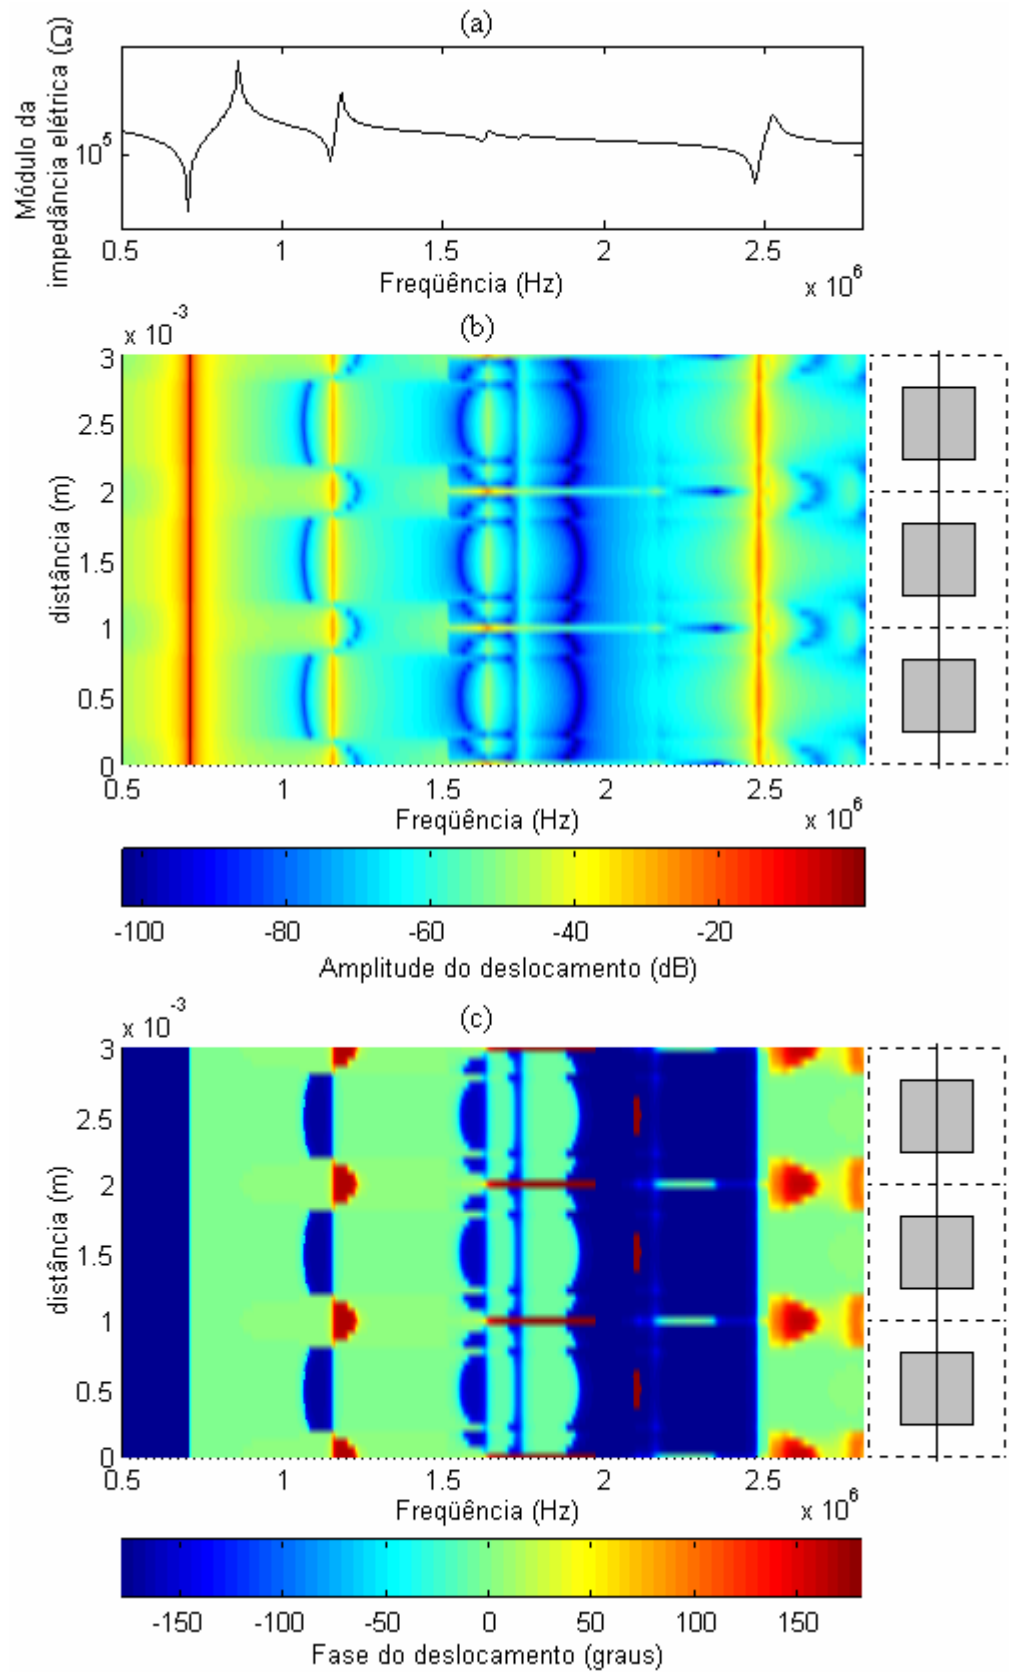 (a)
Módulo da
impedância elétrica (Ω)
10^5
0.5 1 1.5 2 2.5
Freqüência (Hz) x 10^6
x 10^-3 (b)
3
2.5
2
1.5
1
0.5
0
distância (m)
0.5 1 1.5 2 2.5
Freqüência (Hz) x 10^6
-100 -80 -60 -40 -20
Amplitude do deslocamento (dB)
x 10^-3 (c)
3
2.5
2
1.5
1
0.5
0
distância (m)
0.5 1 1.5 2 2.5
Freqüência (Hz) x 10^6
-150 -100 -50 0 50 100 150
Fase do deslocamento (graus)